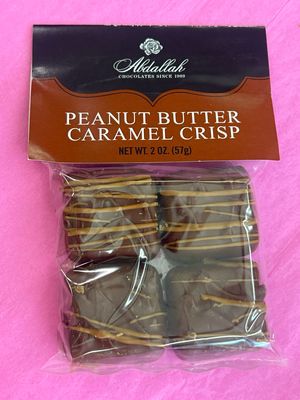 Abdallah
CHOCOLATES SINCE 1909
PEANUT BUTTER
CARAMEL CRISP
NET WT. 2 OZ. (57g)